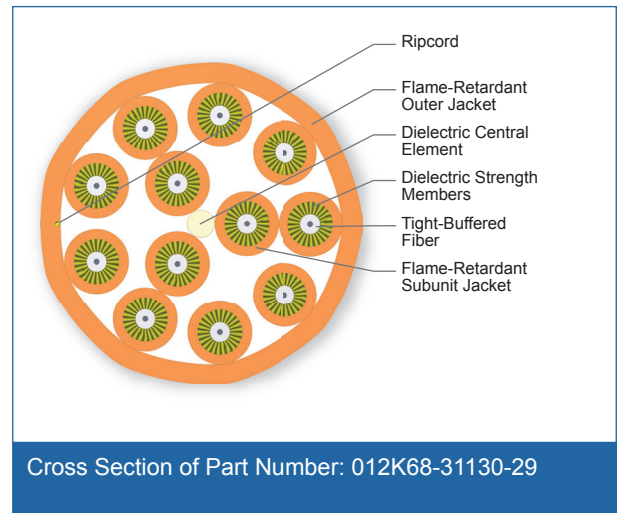 Ripcord
Flame-Retardant
Outer Jacket
Dielectric Central
Element
Dielectric Strength
Members
Tight-Buffered
Fiber
Flame-Retardant
Subunit Jacket
Cross Section of Part Number: 012K68-31130-29